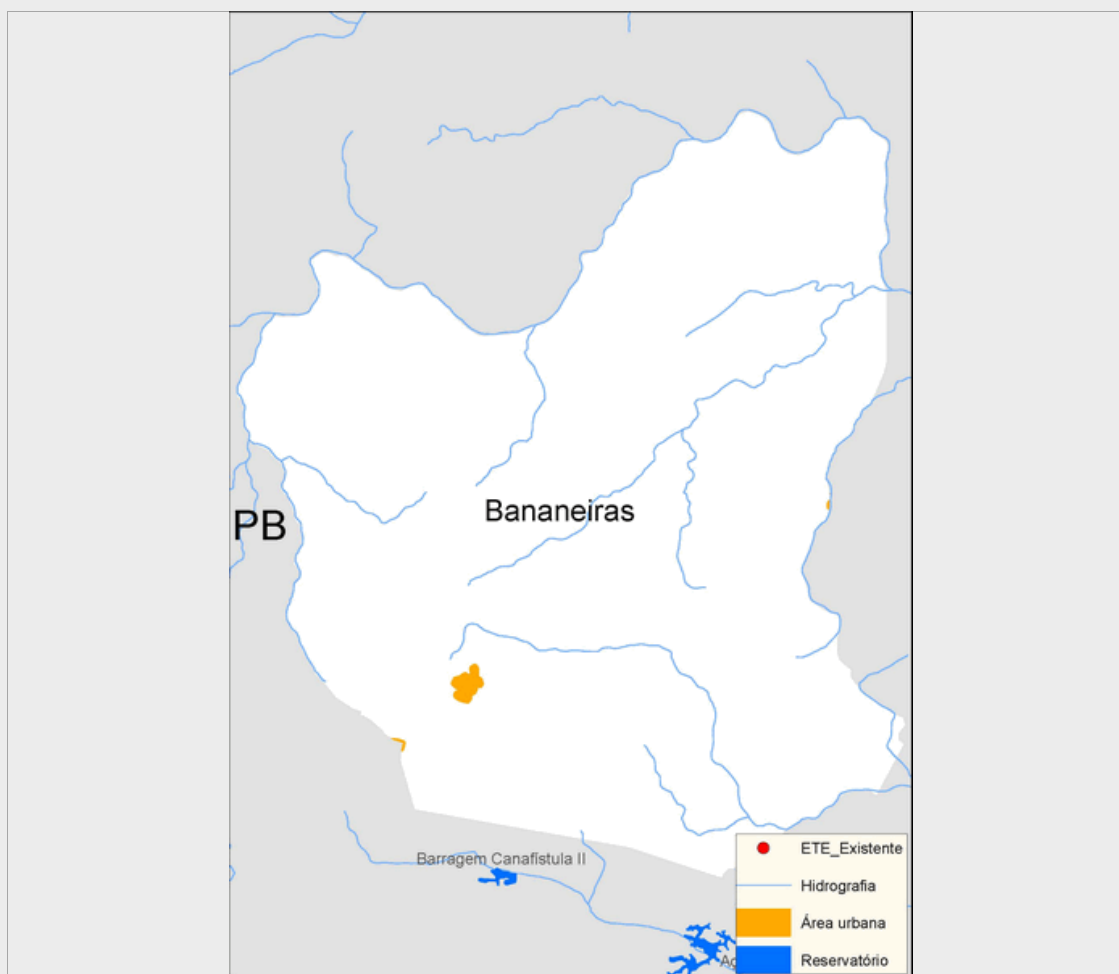 Bananeiras
PB
Barragem Canafístula II
ETE_Existente
Hidrografia
Área urbana
Reservatório